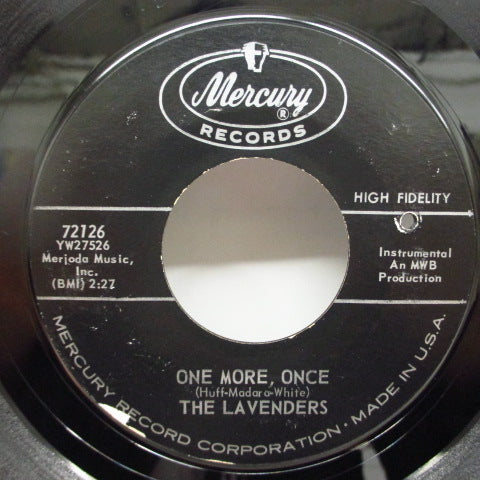 Mercury ®
RECORDS
HIGH FIDELITY
72126
YW27526
Merjoda Music,
Inc.
(BMI) 2:27
Instrumental
An MWB
Production
ONE MORE, ONCE
(Huff-Madara-White)
THE LAVENDERS
MERCURY RECORD CORPORATION · MADE IN U.S.A.